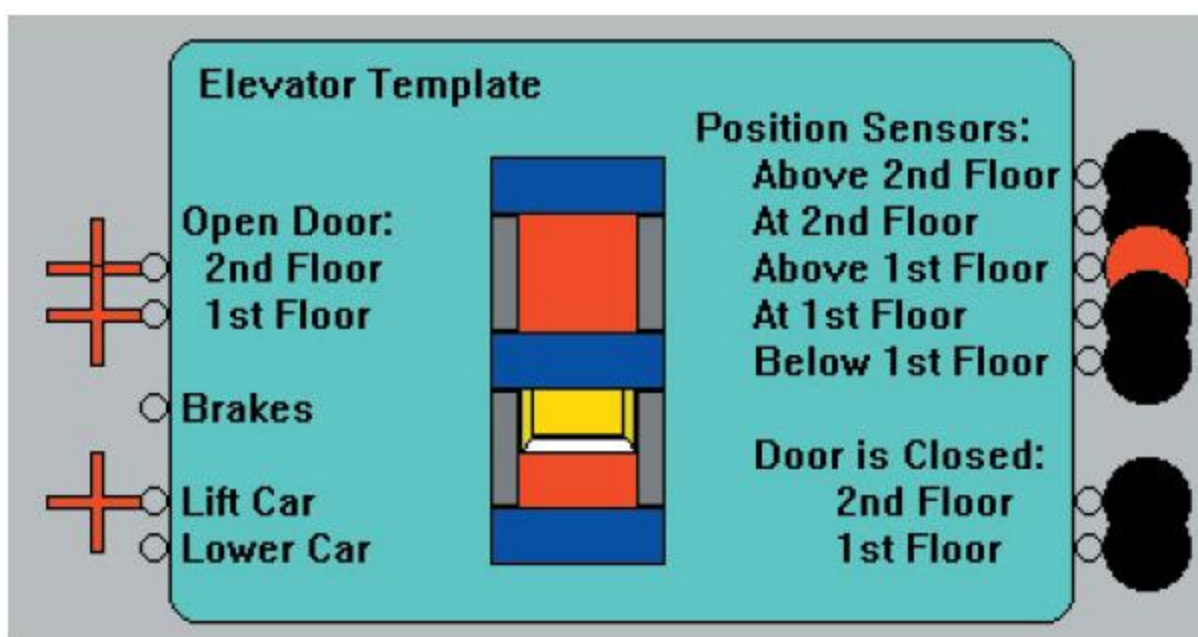 Elevator Template
Open Door:
2nd Floor
1st Floor
Brakes
Lift Car
Lower Car
Position Sensors:
Above 2nd Floor
At 2nd Floor
Above 1st Floor
At 1st Floor
Below 1st Floor
Door is Closed:
2nd Floor
1st Floor